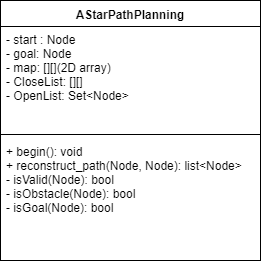 AStarPathPlanning
- start : Node
- goal: Node
- map: [][](2D array)
- CloseList: [][]
- OpenList: Set<Node>
+ begin(): void
+ reconstruct_path(Node, Node): list<Node>
- isValid(Node): bool
- isObstacle(Node): bool
- isGoal(Node): bool